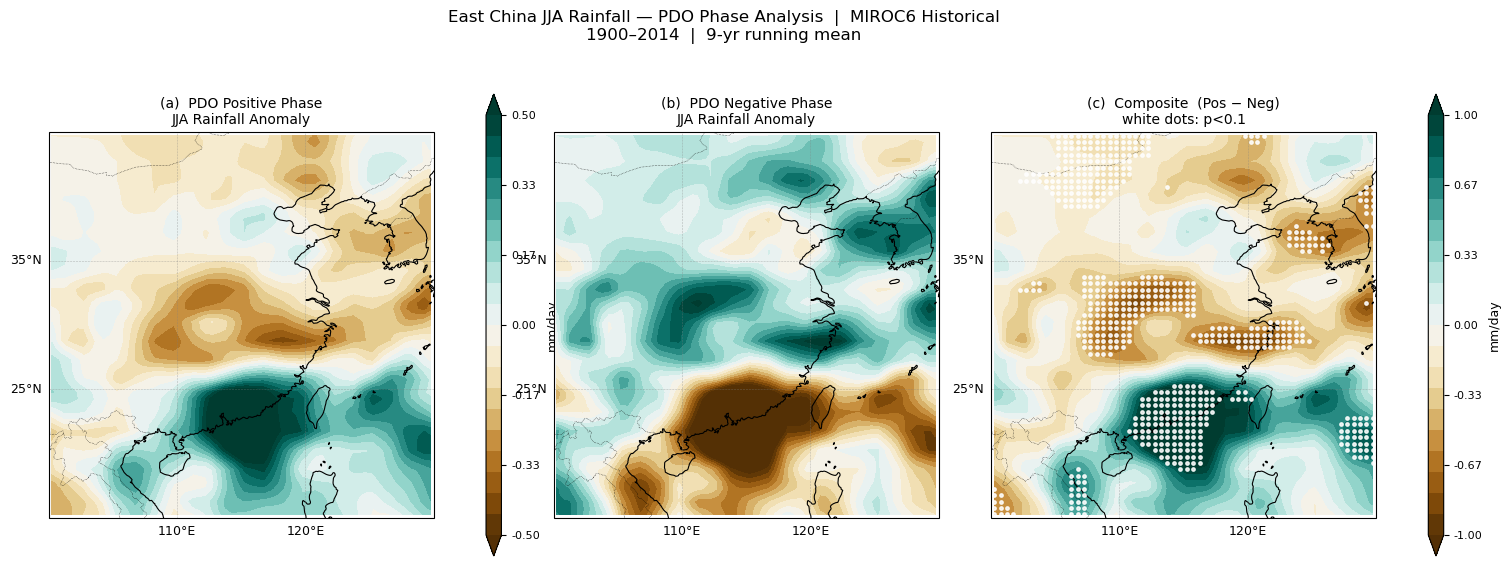 East China JJA Rainfall — PDO Phase Analysis | MIROC6 Historical
1900–2014 | 9-yr running mean
(a) PDO Positive Phase
JJA Rainfall Anomaly
35°N
25°N
110°E
120°E
0.50
0.33
0.17
0.00
-0.17
-0.33
-0.50
mm/day
(b) PDO Negative Phase
JJA Rainfall Anomaly
35°N
25°N
110°E
120°E
(c) Composite (Pos − Neg)
white dots: p<0.1
35°N
25°N
110°E
120°E
1.00
0.67
0.33
0.00
-0.33
-0.67
-1.00
mm/day